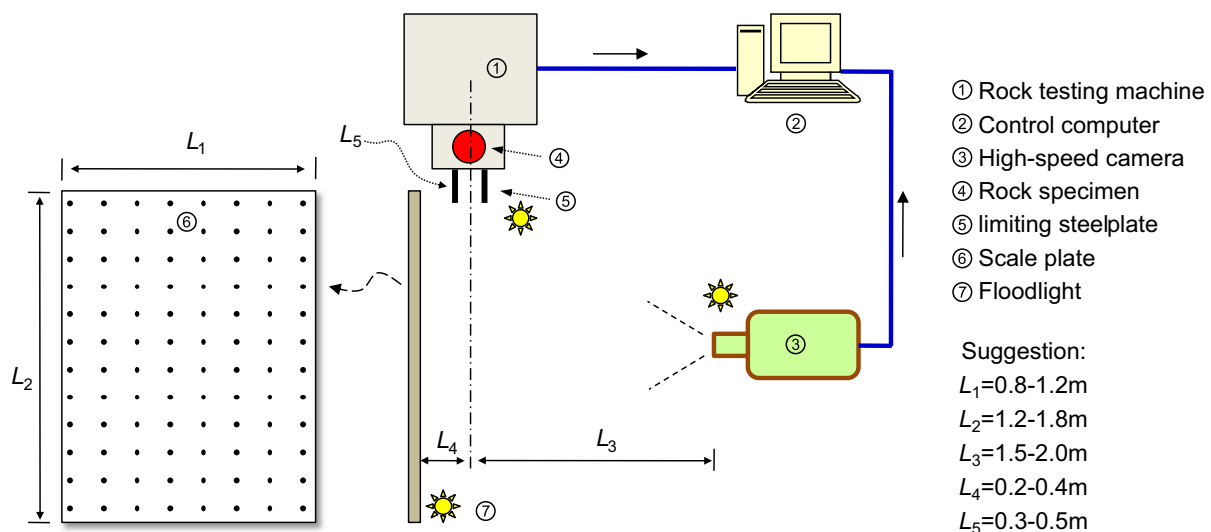 L₁
L₂
⑥
①
②
L₅
④
⑤
③
L₄
L₃
⑦
① Rock testing machine
② Control computer
③ High-speed camera
④ Rock specimen
⑤ limiting steelplate
⑥ Scale plate
⑦ Floodlight
Suggestion:
L₁=0.8-1.2m
L₂=1.2-1.8m
L₃=1.5-2.0m
L₄=0.2-0.4m
L₅=0.3-0.5m